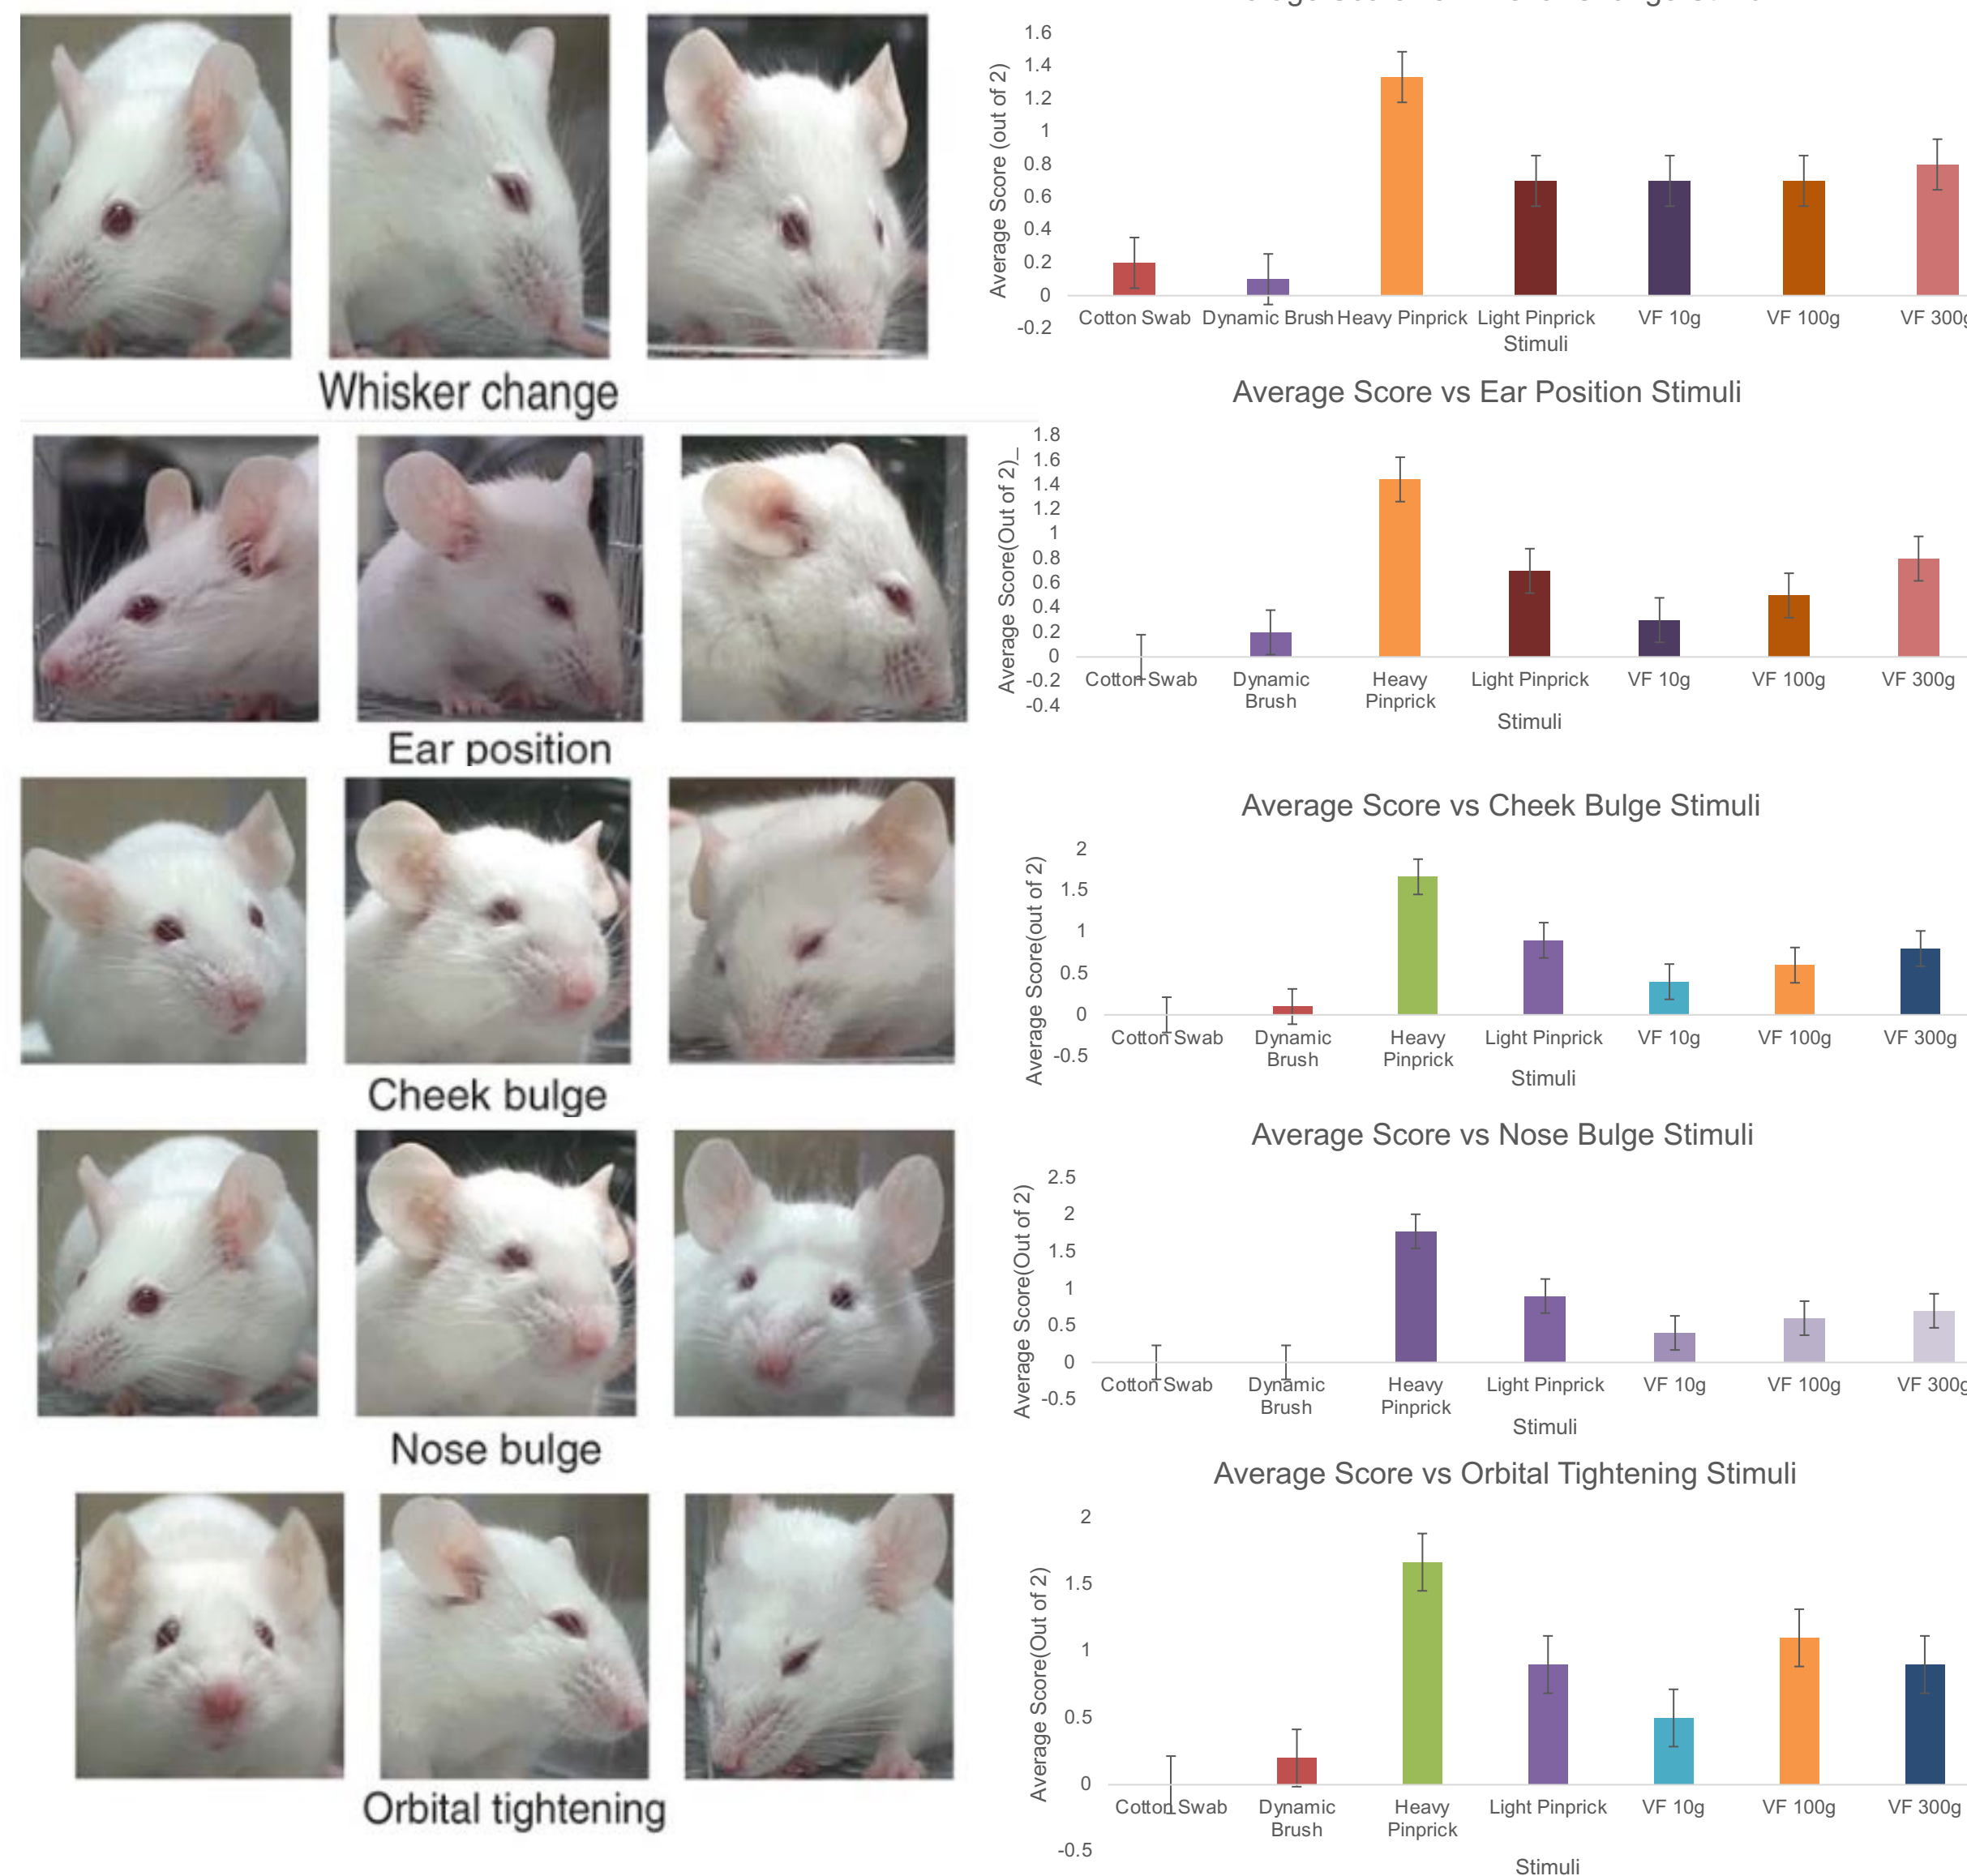 1.6
1.4
1.2
1
0.8
0.6
0.4
0.2
0
-0.2
Average Score (out of 2)
Cotton Swab Dynamic Brush Heavy Pinprick Light Pinprick VF 10g VF 100g VF 300g
Stimuli
Whisker change
Average Score vs Ear Position Stimuli
1.8
1.6
1.4
1.2
1
0.8
0.6
0.4
0.2
0
-0.2
-0.4
Average Score(Out of 2)_
Cotton Swab Dynamic Heavy Light Pinprick VF 10g VF 100g VF 300g
Brush Pinprick
Stimuli
Ear position
Average Score vs Cheek Bulge Stimuli
2
1.5
1
0.5
0
-0.5
Average Score(out of 2)
Cotton Swab Dynamic Heavy Light Pinprick VF 10g VF 100g VF 300g
Brush Pinprick
Stimuli
Cheek bulge
Average Score vs Nose Bulge Stimuli
2.5
2
1.5
1
0.5
0
-0.5
Average Score(Out of 2)
Cotton Swab Dynamic Heavy Light Pinprick VF 10g VF 100g VF 300g
Brush Pinprick
Stimuli
Nose bulge
Average Score vs Orbital Tightening Stimuli
2
1.5
1
0.5
0
-0.5
Average Score(Out of 2)
Cotton Swab Dynamic Heavy Light Pinprick VF 10g VF 100g VF 300g
Brush Pinprick
Stimuli
Orbital tightening